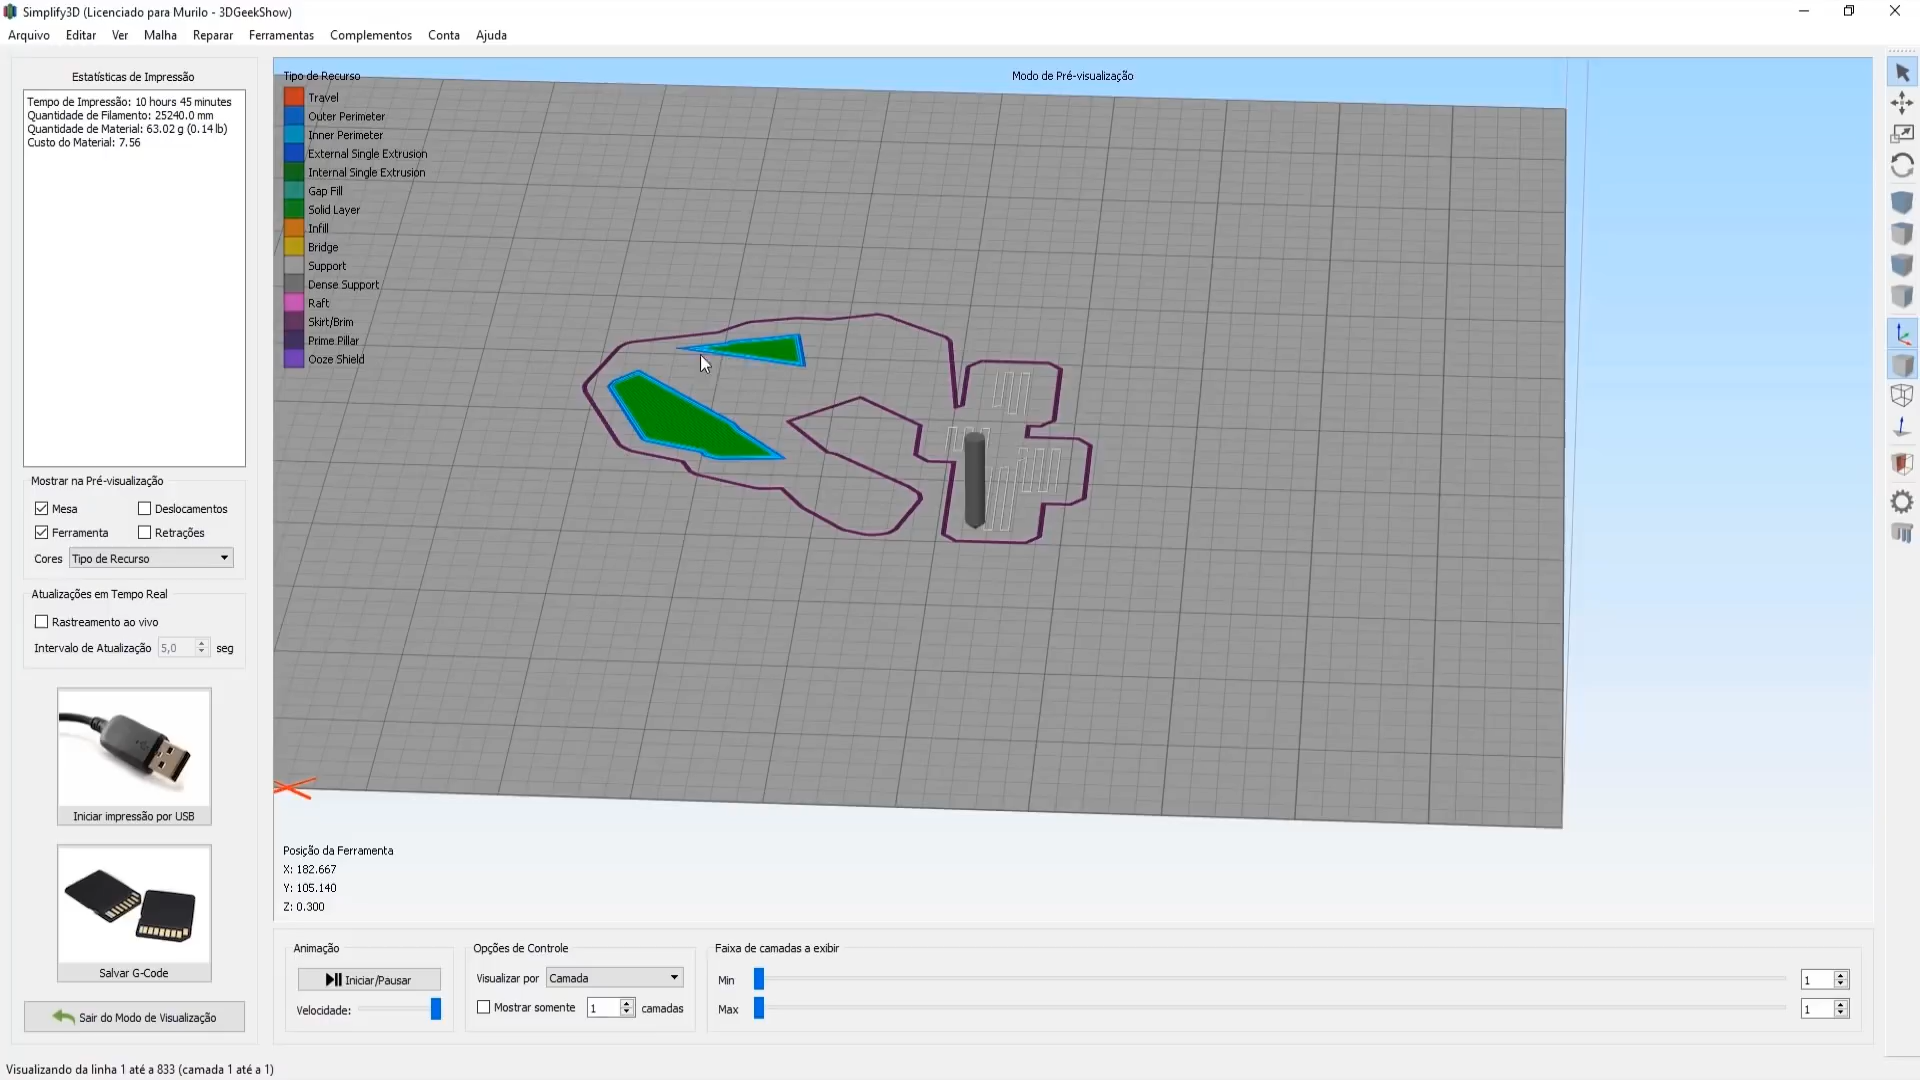 Simplify3D (Licenciado para Murilo - 3DGeekShow)
Arquivo Editar Ver Malha Reparar Ferramentas Complementos Conta Ajuda
Estatísticas de Impressão
Tempo de Impressão: 10 hours 45 minutes
Quantidade de Filamento: 25240.0 mm
Quantidade de Material: 63.02 g (0.14 lb)
Custo do Material: 7.56
Mostrar na Pré-visualização
Mesa Deslocamentos
Ferramenta Retrações
Cores Tipo de Recurso
Atualizações em Tempo Real
Rastreamento ao vivo
Intervalo de Atualização 5,0 seg
Iniciar impressão por USB
Salvar G-Code
Sair do Modo de Visualização
Tipo de Recurso
Travel
Outer Perimeter
Inner Perimeter
External Single Extrusion
Internal Single Extrusion
Gap Fill
Solid Layer
Infill
Bridge
Support
Dense Support
Raft
Skirt/Brim
Prime Pillar
Ooze Shield
Modo de Pré-visualização
Posição da Ferramenta
X: 182.667
Y: 105.140
Z: 0.300
Animação
Iniciar/Pausar
Velocidade:
Opções de Controle
Visualizar por Camada
Mostrar somente 1 camadas
Faixa de camadas a exibir
Min 1
Max 1
Visualizando da linha 1 até a 833 (camada 1 até a 1)